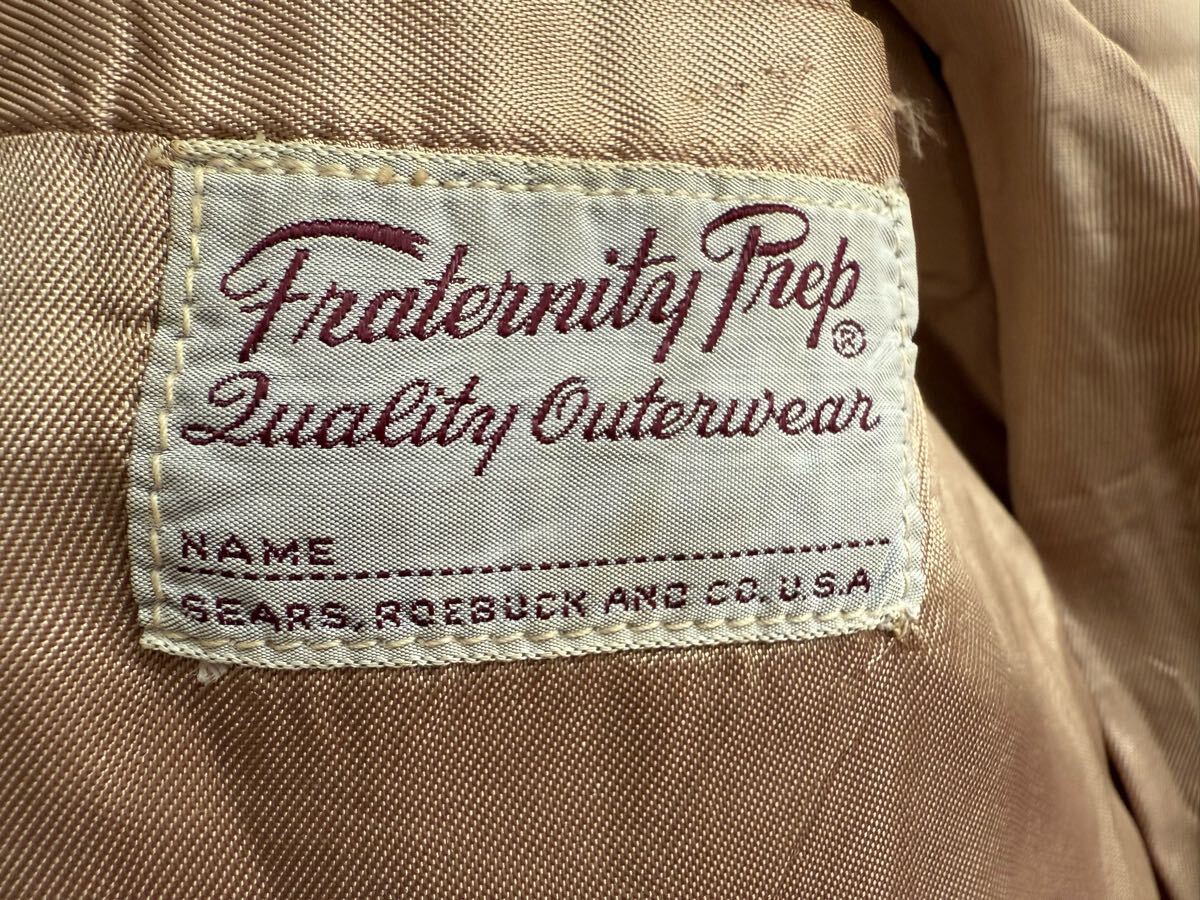 Fraternity Prep ®
Quality Outerwear
NAME
SEARS, ROEBUCK AND CO. U.S.A